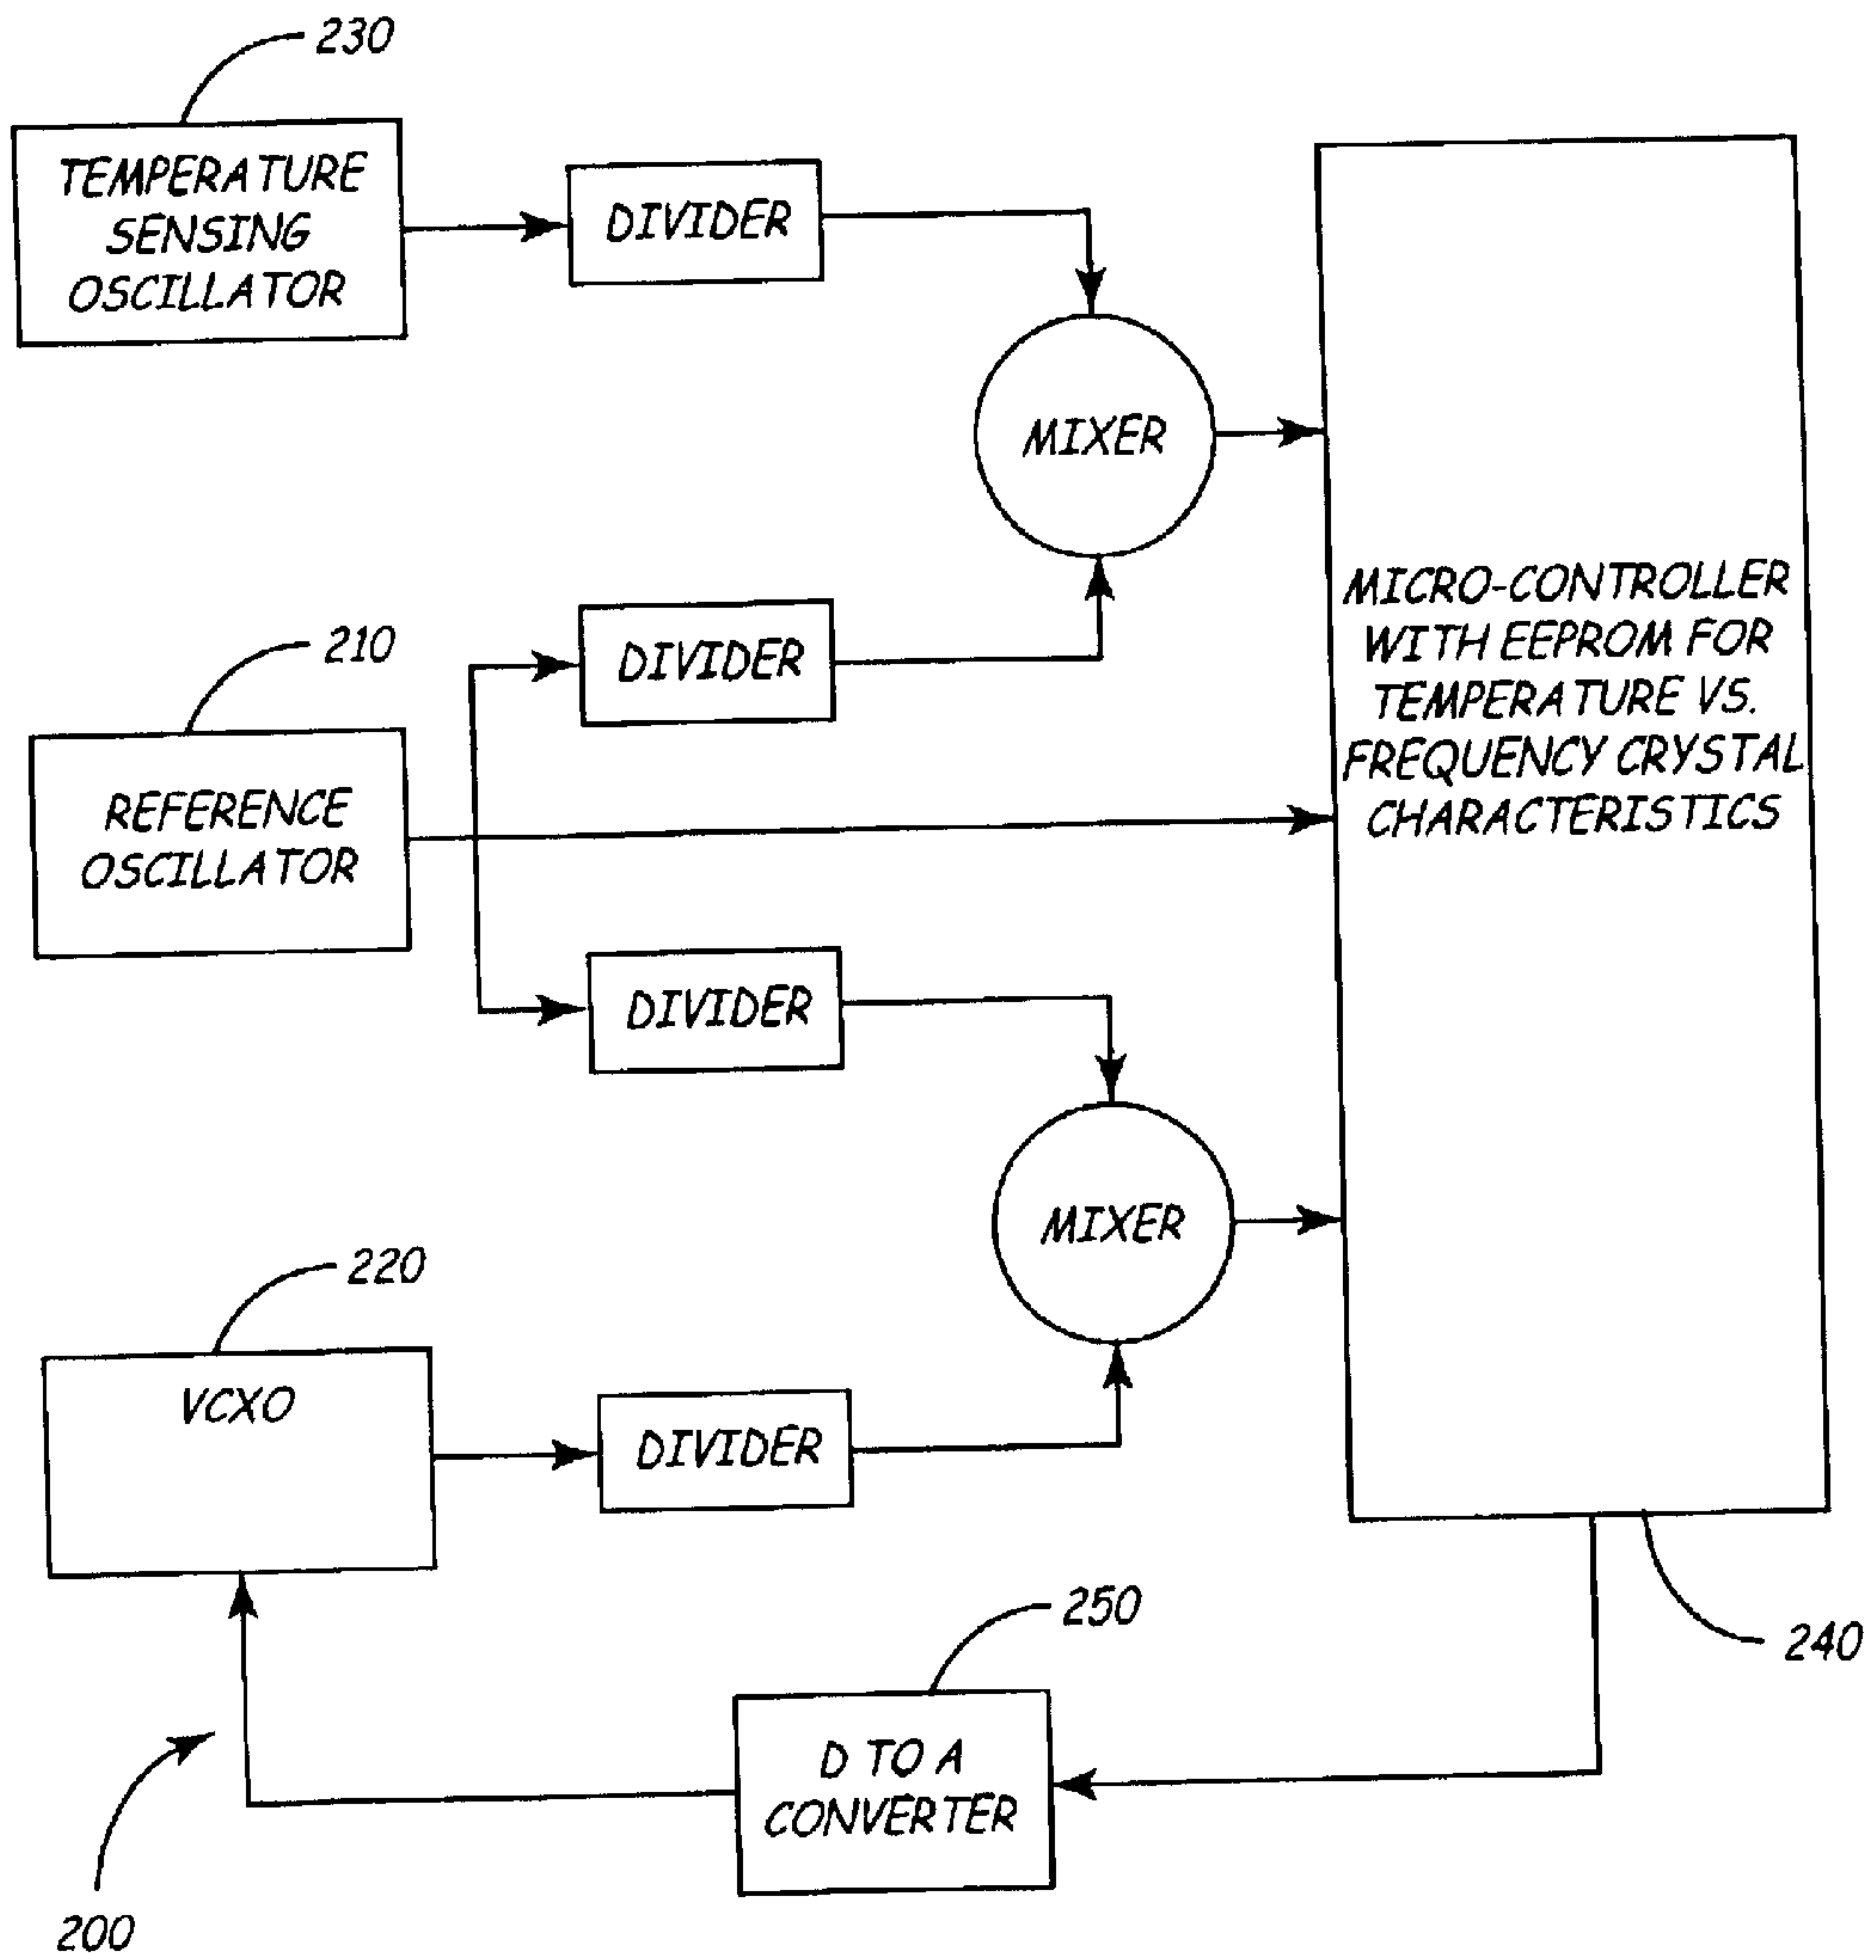 230
TEMPERATURE
SENSING
OSCILLATOR
DIVIDER
MIXER
210
DIVIDER
REFERENCE
OSCILLATOR
MICRO-CONTROLLER
WITH EEPROM FOR
TEMPERATURE VS.
FREQUENCY CRYSTAL
CHARACTERISTICS
DIVIDER
MIXER
220
VCXO
DIVIDER
250
240
D TO A
CONVERTER
200